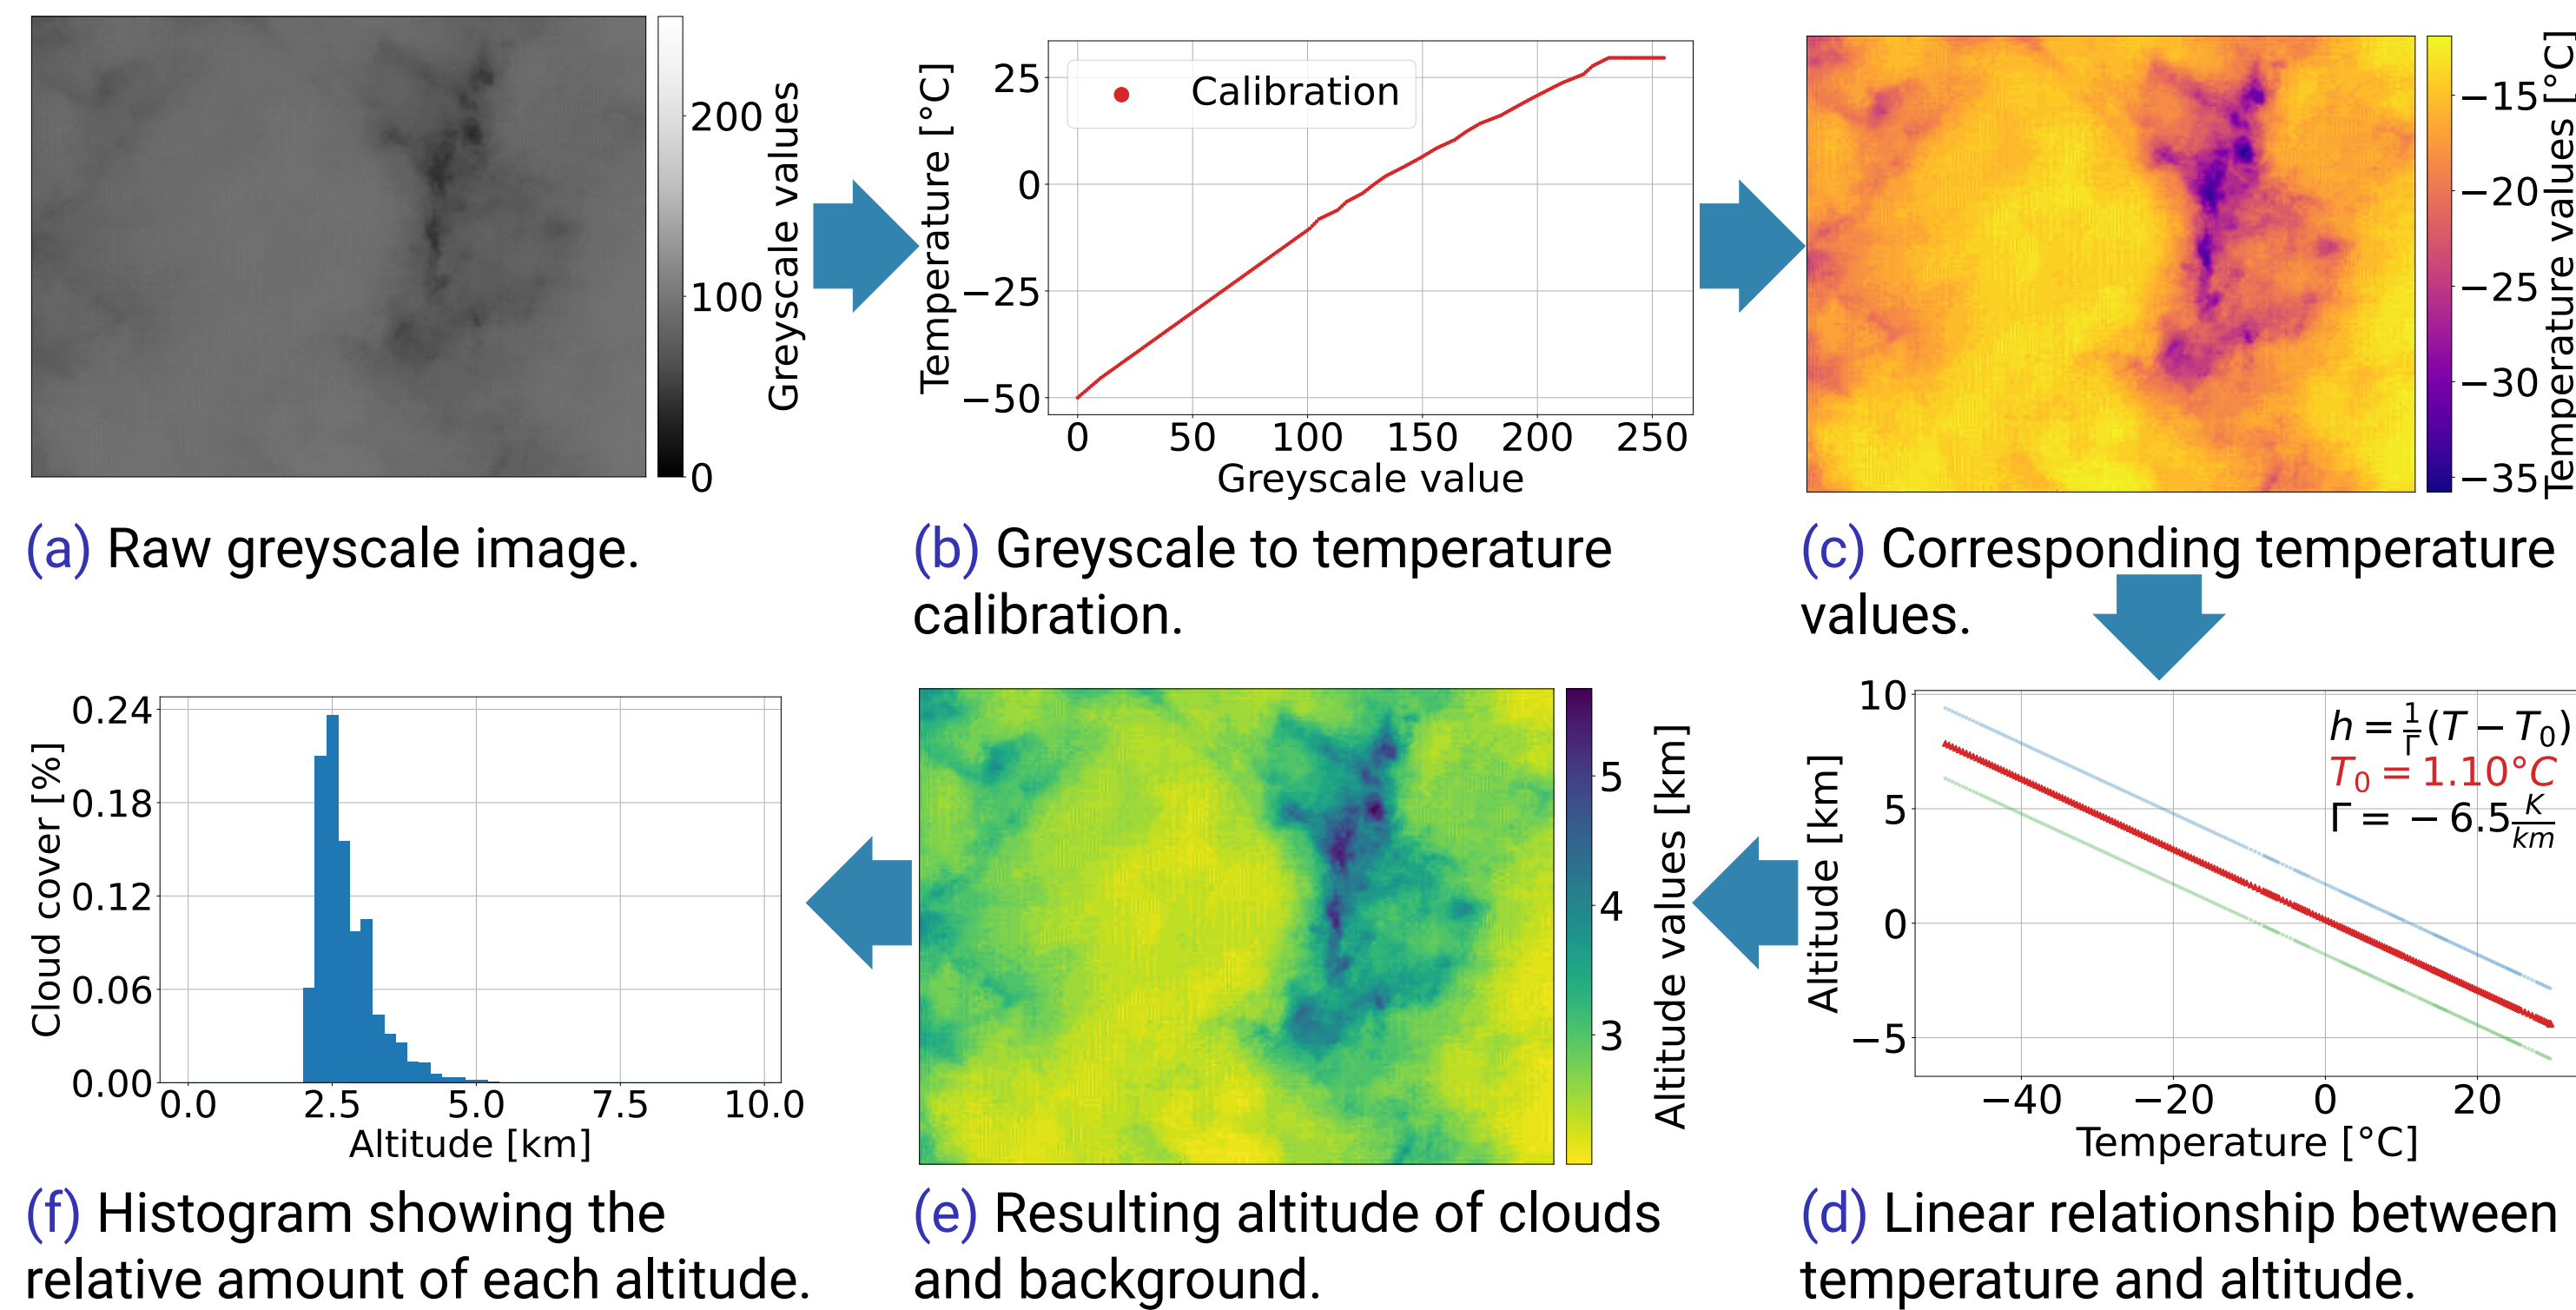 200
100
0
Greyscale values
(a) Raw greyscale image.
25
0
−25
−50
Temperature [°C]
Calibration
0 50 100 150 200 250
Greyscale value
(b) Greyscale to temperature
calibration.
−15
−20
−25
−30
−35
Temperature values [°C]
(c) Corresponding temperature
values.
10
5
0
−5
Altitude [km]
h = 1/Γ (T − T0)
T0 = 1.10°C
Γ = − 6.5 K/km
−40 −20 0 20
Temperature [°C]
(d) Linear relationship between
temperature and altitude.
5
4
3
Altitude values [km]
(e) Resulting altitude of clouds
and background.
0.24
0.18
0.12
0.06
0.00
Cloud cover [%]
0.0 2.5 5.0 7.5 10.0
Altitude [km]
(f) Histogram showing the
relative amount of each altitude.